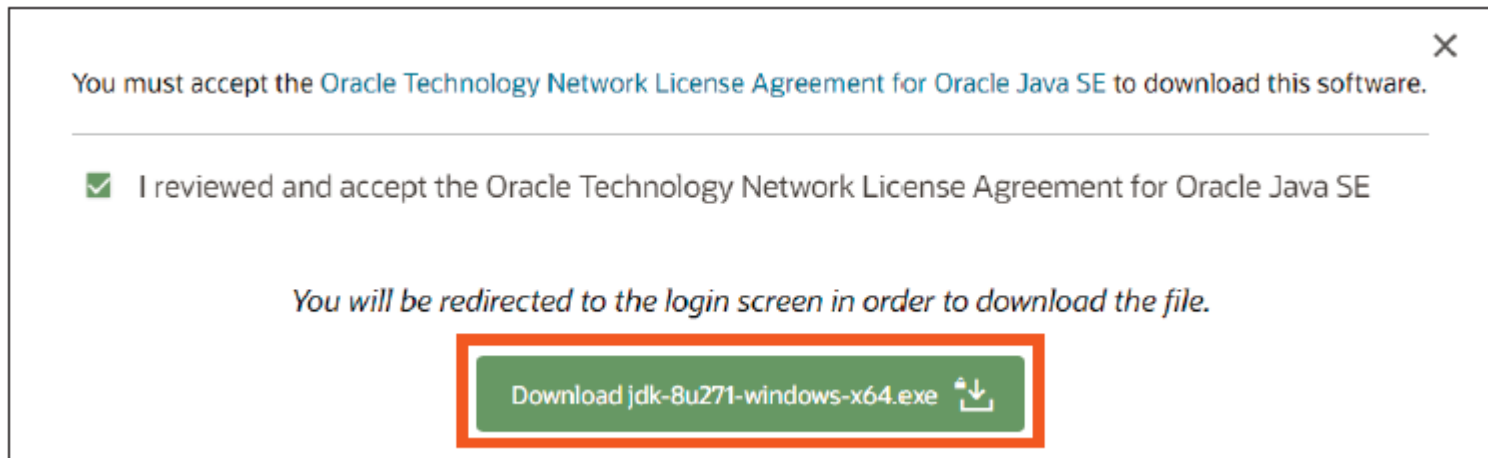 You must accept the Oracle Technology Network License Agreement for Oracle Java SE to download this software.
I reviewed and accept the Oracle Technology Network License Agreement for Oracle Java SE
You will be redirected to the login screen in order to download the file.
Download jdk-8u271-windows-x64.exe